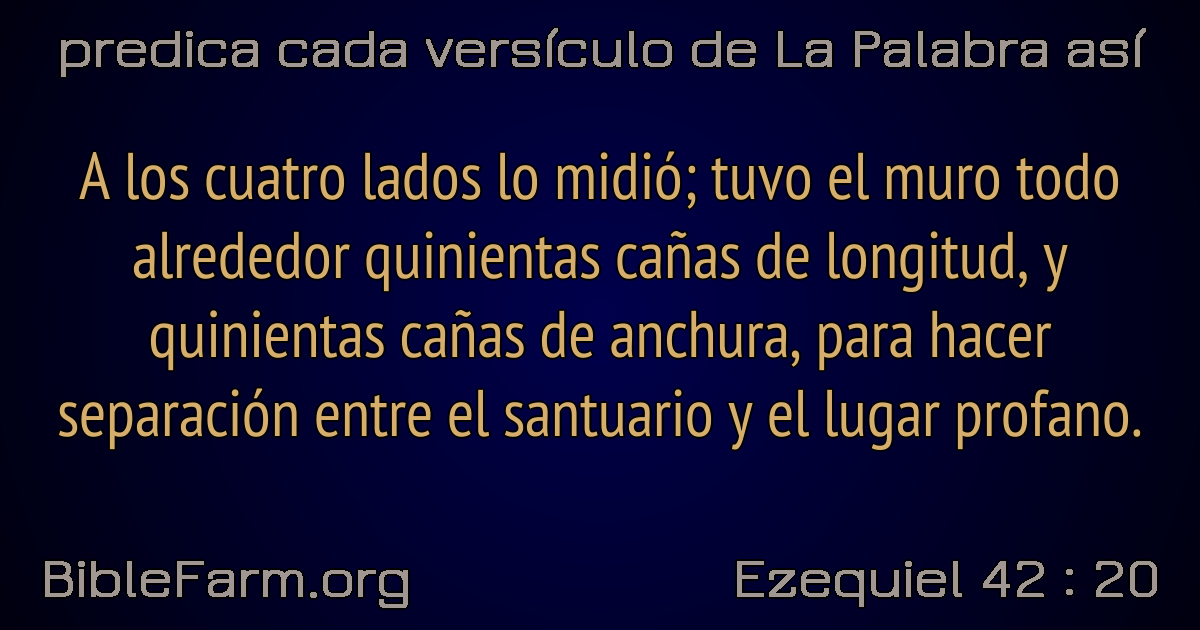 predica cada versículo de La Palabra así
A los cuatro lados lo midió; tuvo el muro todo
alrededor quinientas cañas de longitud, y
quinientas cañas de anchura, para hacer
separación entre el santuario y el lugar profano.
BibleFarm.org
Ezequiel 42 : 20